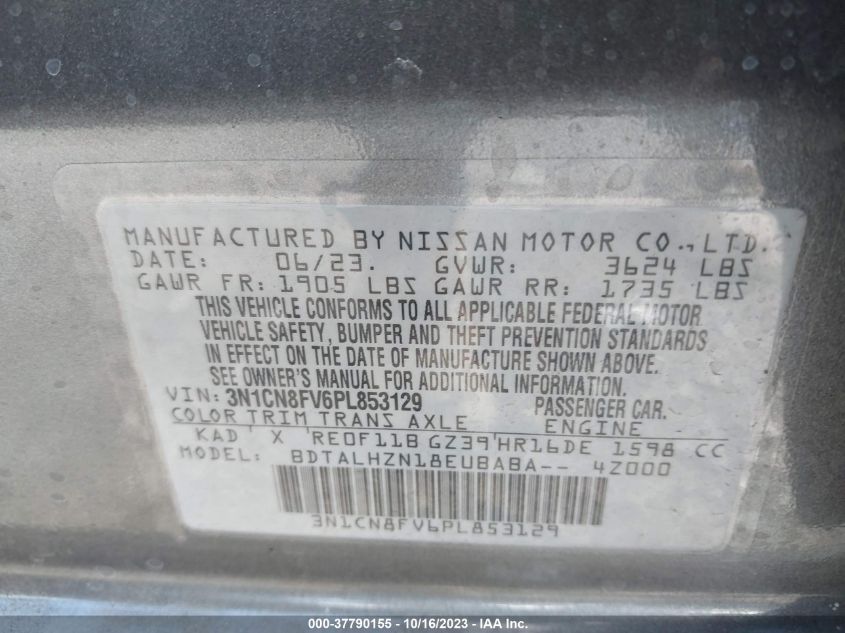 MANUFACTURED BY NISSAN MOTOR CO., LTD.
DATE: 06/23. GVWR: 3624 LBS
GAWR FR: 1905 LBS GAWR RR: 1735 LBS
THIS VEHICLE CONFORMS TO ALL APPLICABLE FEDERAL MOTOR
VEHICLE SAFETY, BUMPER AND THEFT PREVENTION STANDARDS
IN EFFECT ON THE DATE OF MANUFACTURE SHOWN ABOVE.
SEE OWNER'S MANUAL FOR ADDITIONAL INFORMATION.
VIN: 3N1CN8FV6PL853129 PASSENGER CAR.
COLOR TRIM TRANS AXLE ENGINE
KAD X RE0F11B GZ39 HR16DE 1598 CC
MODEL: BDTALHZN18EUBABA-- 4Z000
3N1CN8FV6PL853129
000-37790155 - 10/16/2023 - IAA Inc.